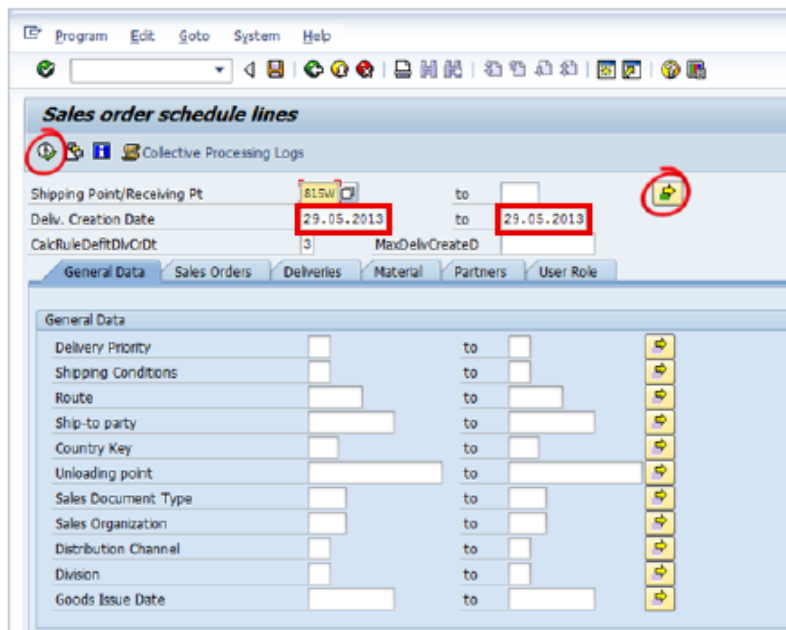 Program Edit Goto System Help
Sales order schedule lines
Collective Processing Logs
Shipping Point/Receiving Pt 815W to
Deliv. Creation Date 29.05.2013 to 29.05.2013
CalcRuleDefltDlvCrDt 3 MaxDelivCreateD
General Data Sales Orders Deliveries Material Partners User Role
General Data
Delivery Priority to
Shipping Conditions to
Route to
Ship-to party to
Country Key to
Unloading point to
Sales Document Type to
Sales Organization to
Distribution Channel to
Division to
Goods Issue Date to